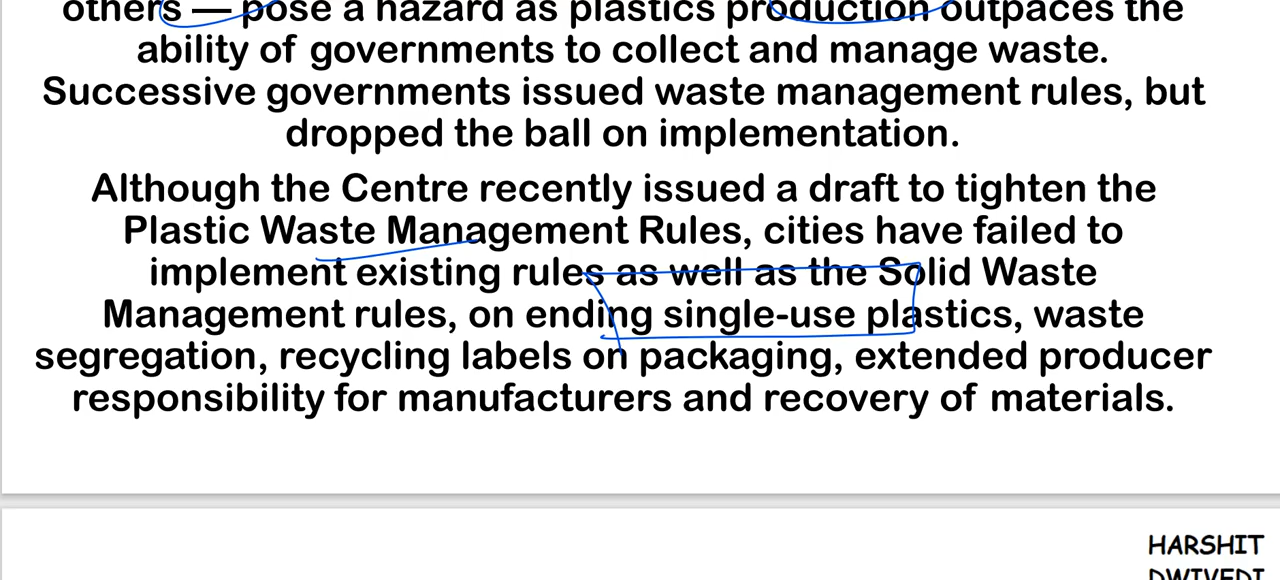 others — pose a hazard as plastics production outpaces the
ability of governments to collect and manage waste.
Successive governments issued waste management rules, but
dropped the ball on implementation.
Although the Centre recently issued a draft to tighten the
Plastic Waste Management Rules, cities have failed to
implement existing rules as well as the Solid Waste
Management rules, on ending single-use plastics, waste
segregation, recycling labels on packaging, extended producer
responsibility for manufacturers and recovery of materials.
HARSHIT
DWIVEDI